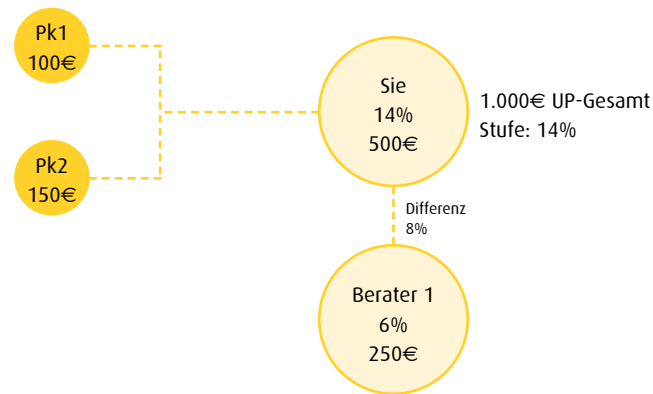 Pk1
100€
Pk2
150€
Sie
14%
500€
1.000€ UP-Gesamt
Stufe: 14%
Differenz
8%
Berater 1
6%
250€